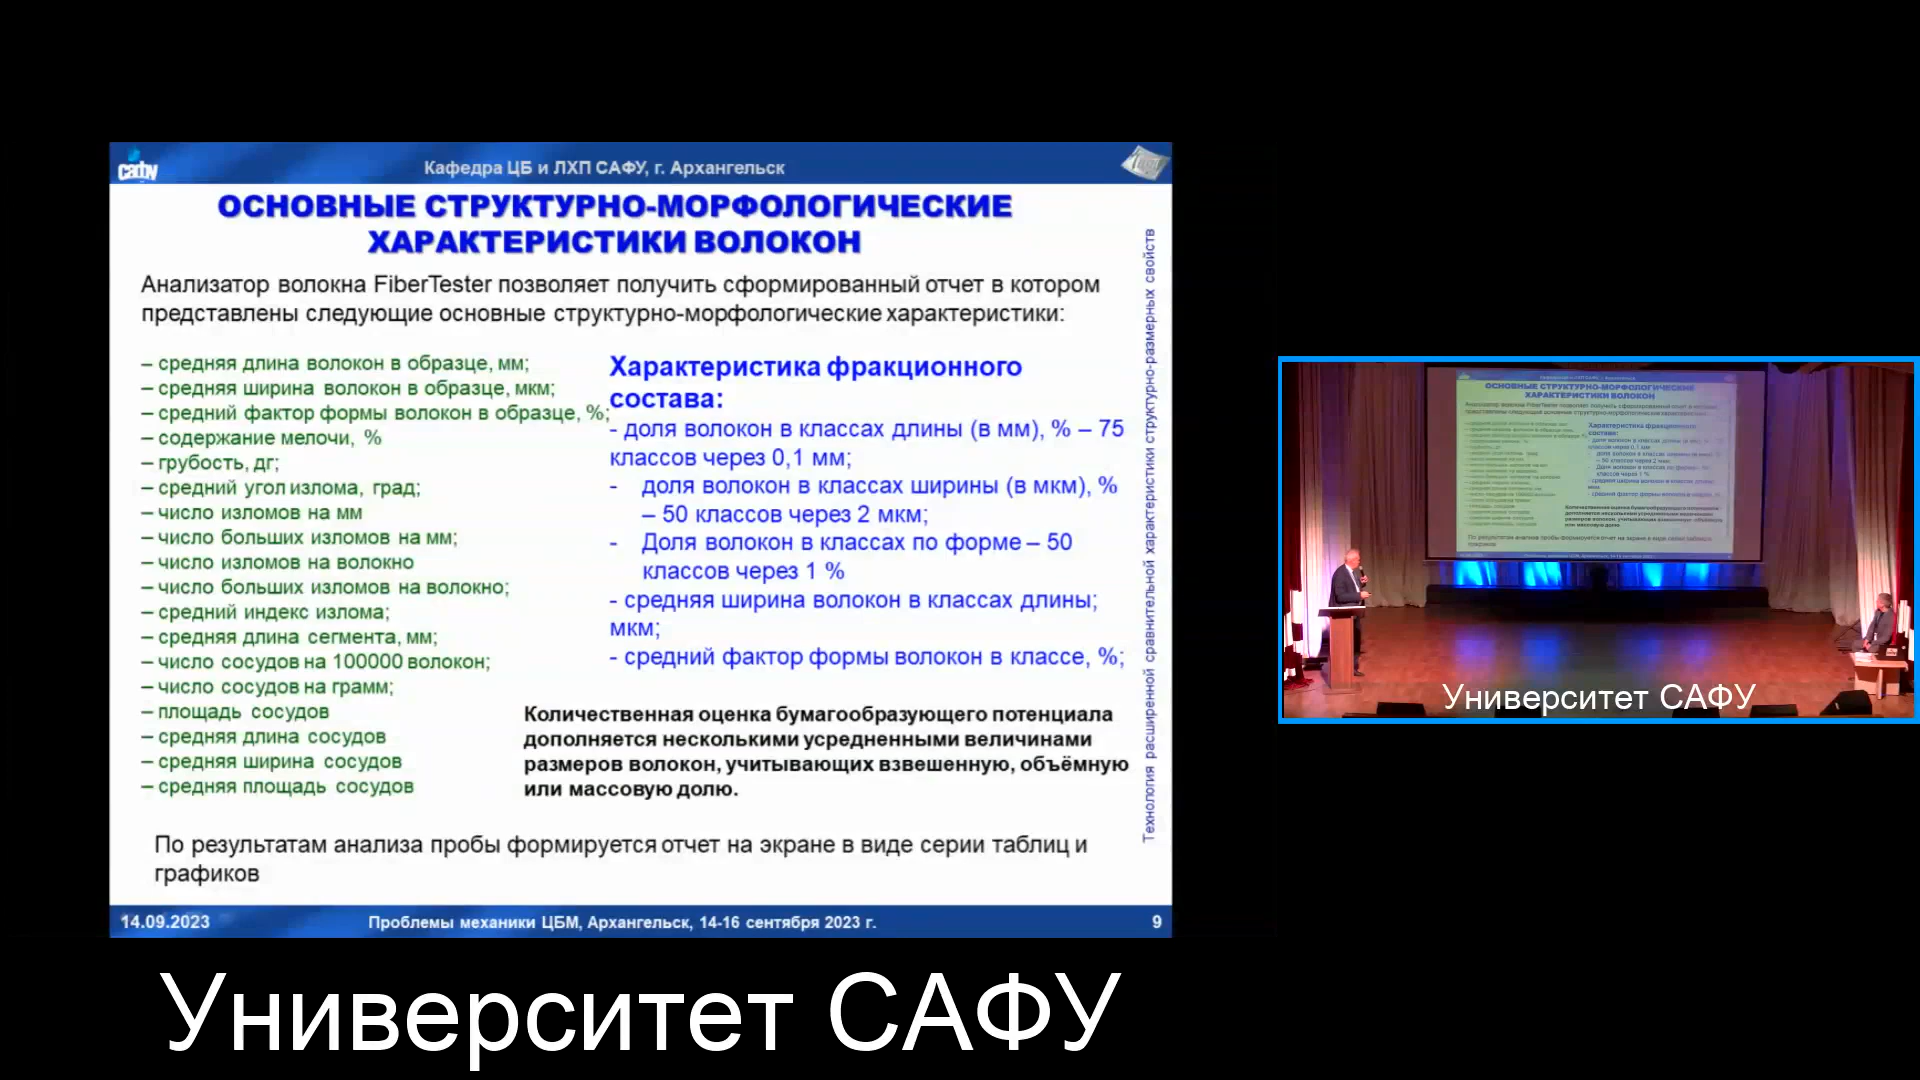 сафу
Кафедра ЦБ и ЛХП САФУ, г. Архангельск
ОСНОВНЫЕ СТРУКТУРНО-МОРФОЛОГИЧЕСКИЕ
ХАРАКТЕРИСТИКИ ВОЛОКОН
Анализатор волокна FiberTester позволяет получить сформированный отчет в котором
представлены следующие основные структурно-морфологические характеристики:
– средняя длина волокон в образце, мм;
– средняя ширина волокон в образце, мкм;
– средний фактор формы волокон в образце, %;
– содержание мелочи, %
– грубость, дг;
– средний угол излома, град;
– число изломов на мм
– число больших изломов на мм;
– число изломов на волокно
– число больших изломов на волокно;
– средний индекс излома;
– средняя длина сегмента, мм;
– число сосудов на 100000 волокон;
– число сосудов на грамм;
– площадь сосудов
– средняя длина сосудов
– средняя ширина сосудов
– средняя площадь сосудов
Характеристика фракционного
состава:
- доля волокон в классах длины (в мм), % – 75
классов через 0,1 мм;
- доля волокон в классах ширины (в мкм), %
– 50 классов через 2 мкм;
- Доля волокон в классах по форме – 50
классов через 1 %
- средняя ширина волокон в классах длины;
мкм;
- средний фактор формы волокон в классе, %;
Количественная оценка бумагообразующего потенциала
дополняется несколькими усредненными величинами
размеров волокон, учитывающих взвешенную, объёмную
или массовую долю.
По результатам анализа пробы формируется отчет на экране в виде серии таблиц и
графиков
Технология расширенной сравнительной характеристики структурно-размерных свойств
14.09.2023
Проблемы механики ЦБМ, Архангельск, 14-16 сентября 2023 г.
9
Университет САФУ
ОСНОВНЫЕ СТРУКТУРНО-МОРФОЛОГИЧЕСКИЕ
ХАРАКТЕРИСТИКИ ВОЛОКОН
Характеристика фракционного
состава:
Университет САФУ